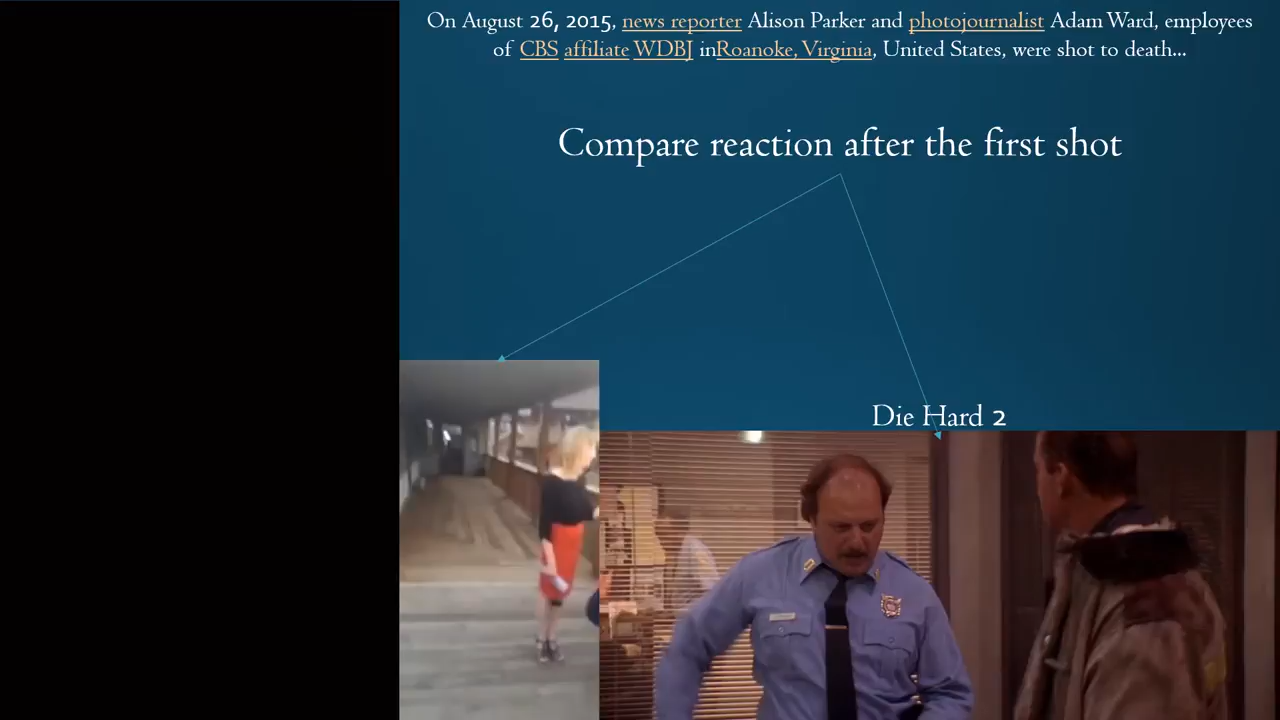 On August 26, 2015, news reporter Alison Parker and photojournalist Adam Ward, employees
of CBS affiliate WDBJ inRoanoke, Virginia, United States, were shot to death...
Compare reaction after the first shot
Die Hard 2